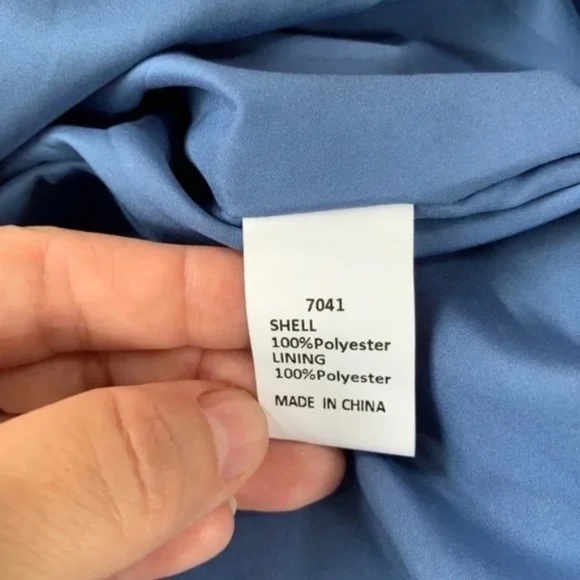 7041
SHELL
100%Polyester
LINING
100%Polyester
MADE IN CHINA